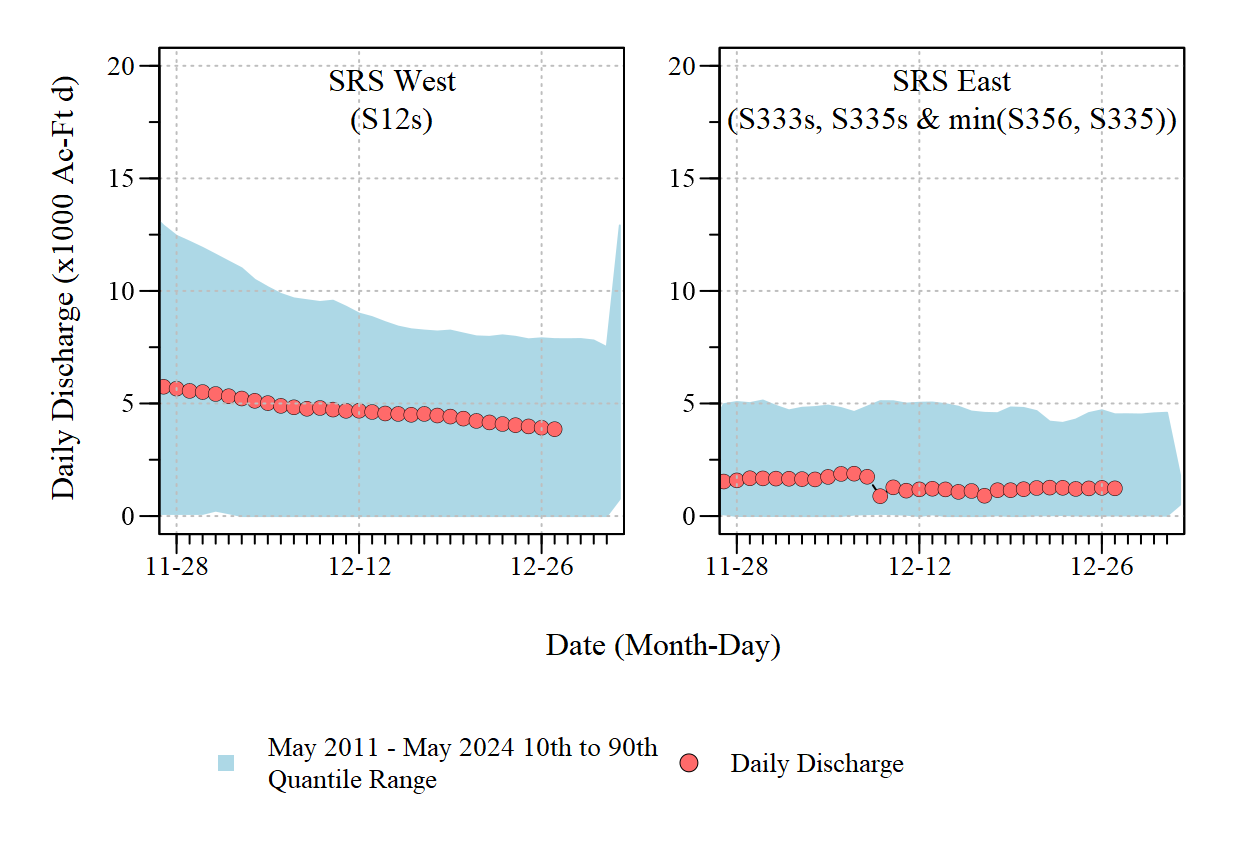 Daily Discharge (x1000 Ac-Ft d)
SRS West
(S12s)
20
15
10
5
0
11-28
12-12
12-26
SRS East
(S333s, S335s & min(S356, S335))
20
15
10
5
0
11-28
12-12
12-26
Date (Month-Day)
May 2011 - May 2024 10th to 90th
Quantile Range
Daily Discharge